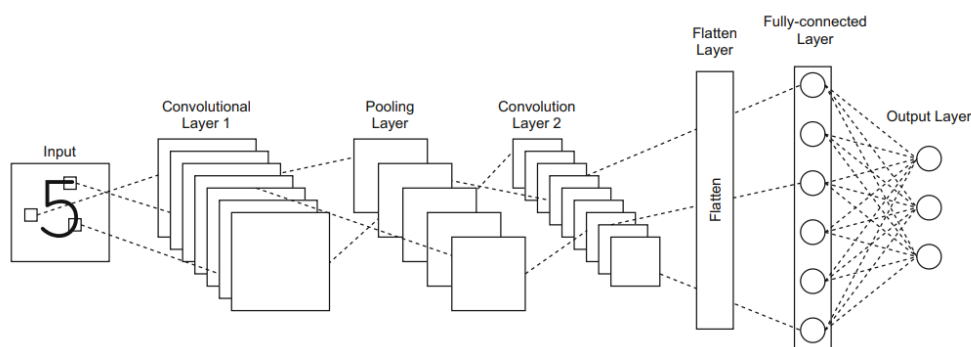 Input
5
Convolutional
Layer 1
Pooling
Layer
Convolution
Layer 2
Flatten
Layer
Flatten
Fully-connected
Layer
Output Layer